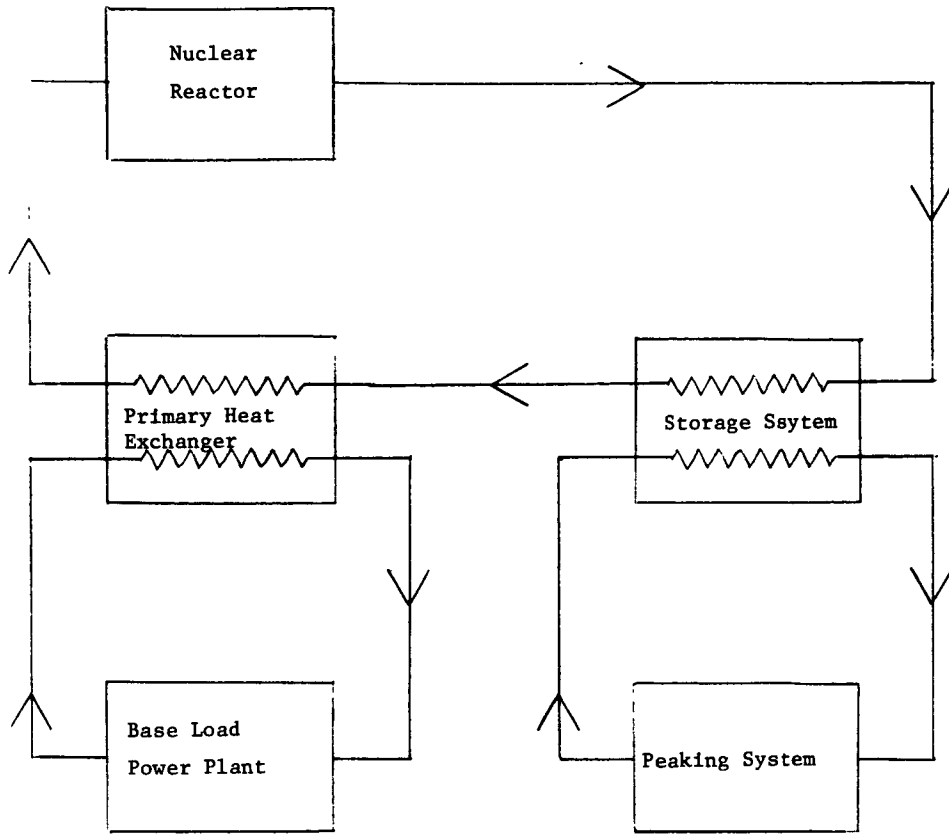 Nuclear
Reactor
Primary Heat
Exchanger
Storage Ssytem
Base Load
Power Plant
Peaking System